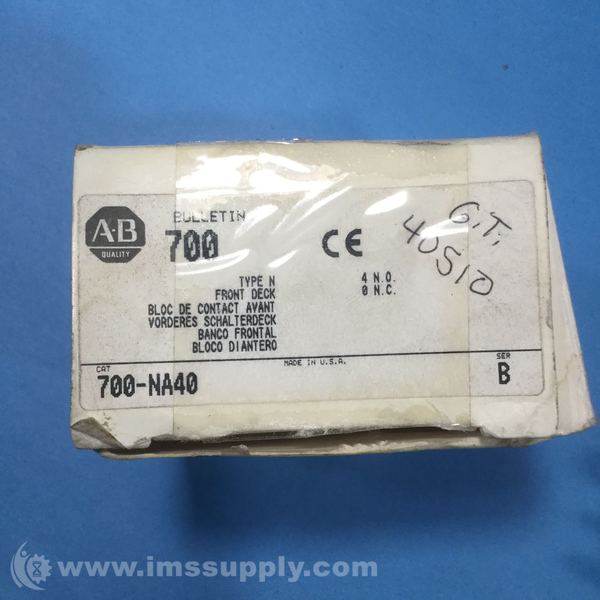 A-B
QUALITY
BULLETIN
700
CE
G.T.
40510
TYPE N 4 N.O.
FRONT DECK 0 N.C.
BLOC DE CONTACT AVANT
VORDERES SCHALTERDECK
BANCO FRONTAL
BLOCO DIANTERO
CAT
700-NA40
MADE IN U.S.A.
SER
B
www.imssupply.com